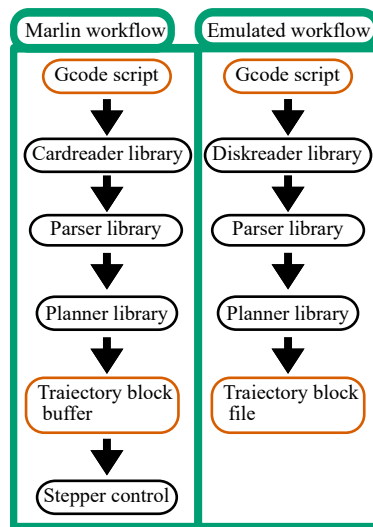 Marlin workflow
Gcode script
Cardreader library
Parser library
Planner library
Traiectory block
buffer
Stepper control
Emulated workflow
Gcode script
Diskreader library
Parser library
Planner library
Traiectory block
file